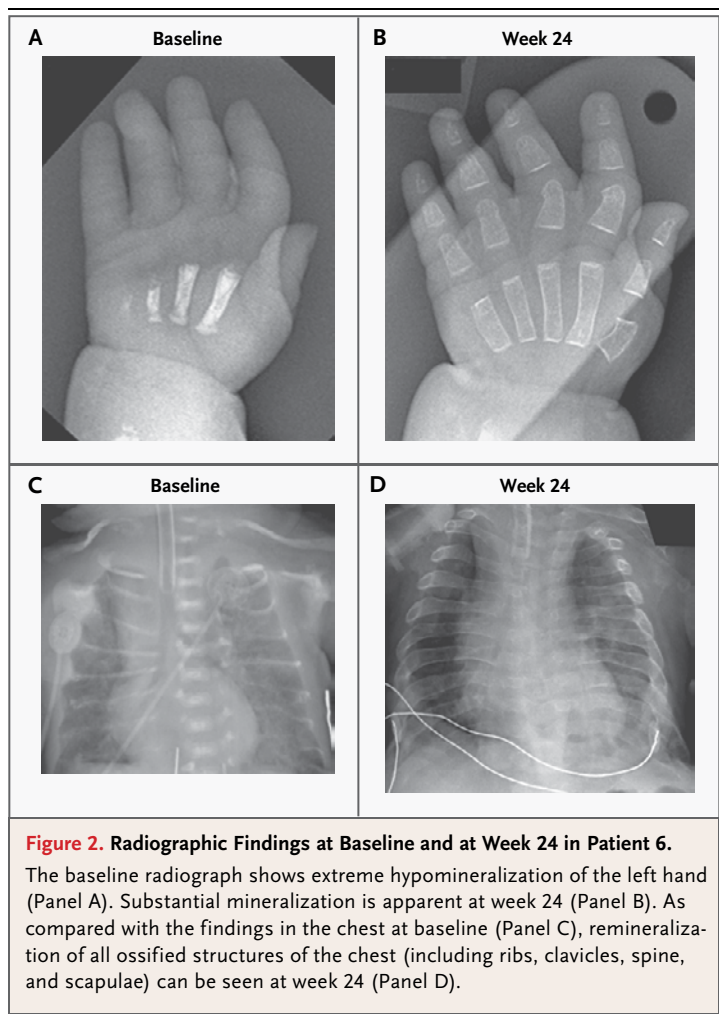 A
Baseline
B
Week 24
C
Baseline
D
Week 24
Figure 2. Radiographic Findings at Baseline and at Week 24 in Patient 6.
The baseline radiograph shows extreme hypomineralization of the left hand
(Panel A). Substantial mineralization is apparent at week 24 (Panel B). As
compared with the findings in the chest at baseline (Panel C), remineraliza-
tion of all ossified structures of the chest (including ribs, clavicles, spine,
and scapulae) can be seen at week 24 (Panel D).